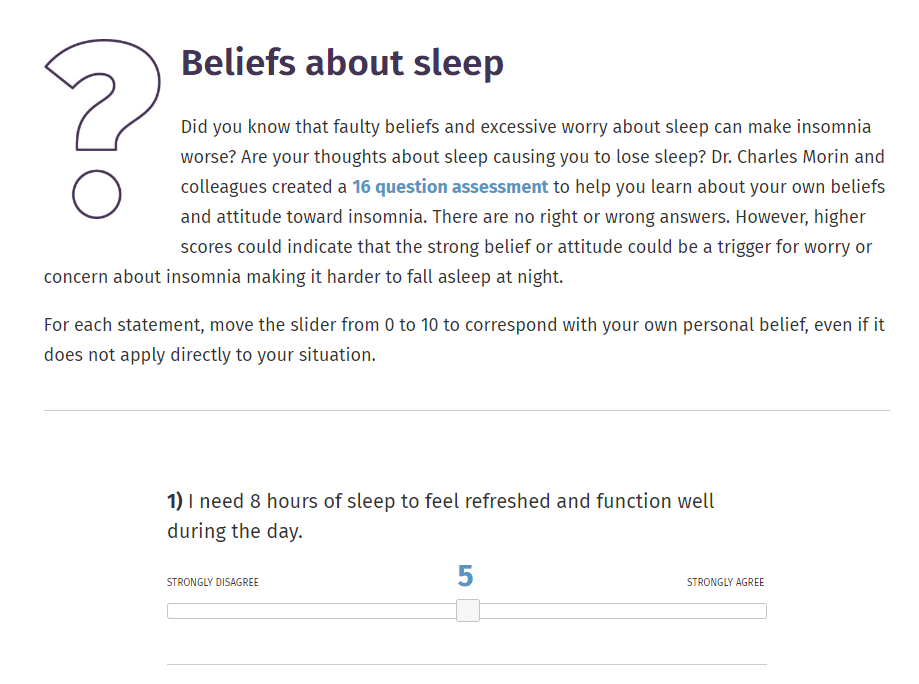 Beliefs about sleep
Did you know that faulty beliefs and excessive worry about sleep can make insomnia
worse? Are your thoughts about sleep causing you to lose sleep? Dr. Charles Morin and
colleagues created a 16 question assessment to help you learn about your own beliefs
and attitude toward insomnia. There are no right or wrong answers. However, higher
scores could indicate that the strong belief or attitude could be a trigger for worry or
concern about insomnia making it harder to fall asleep at night.
For each statement, move the slider from 0 to 10 to correspond with your own personal belief, even if it
does not apply directly to your situation.
1) I need 8 hours of sleep to feel refreshed and function well
during the day.
STRONGLY DISAGREE 5 STRONGLY AGREE